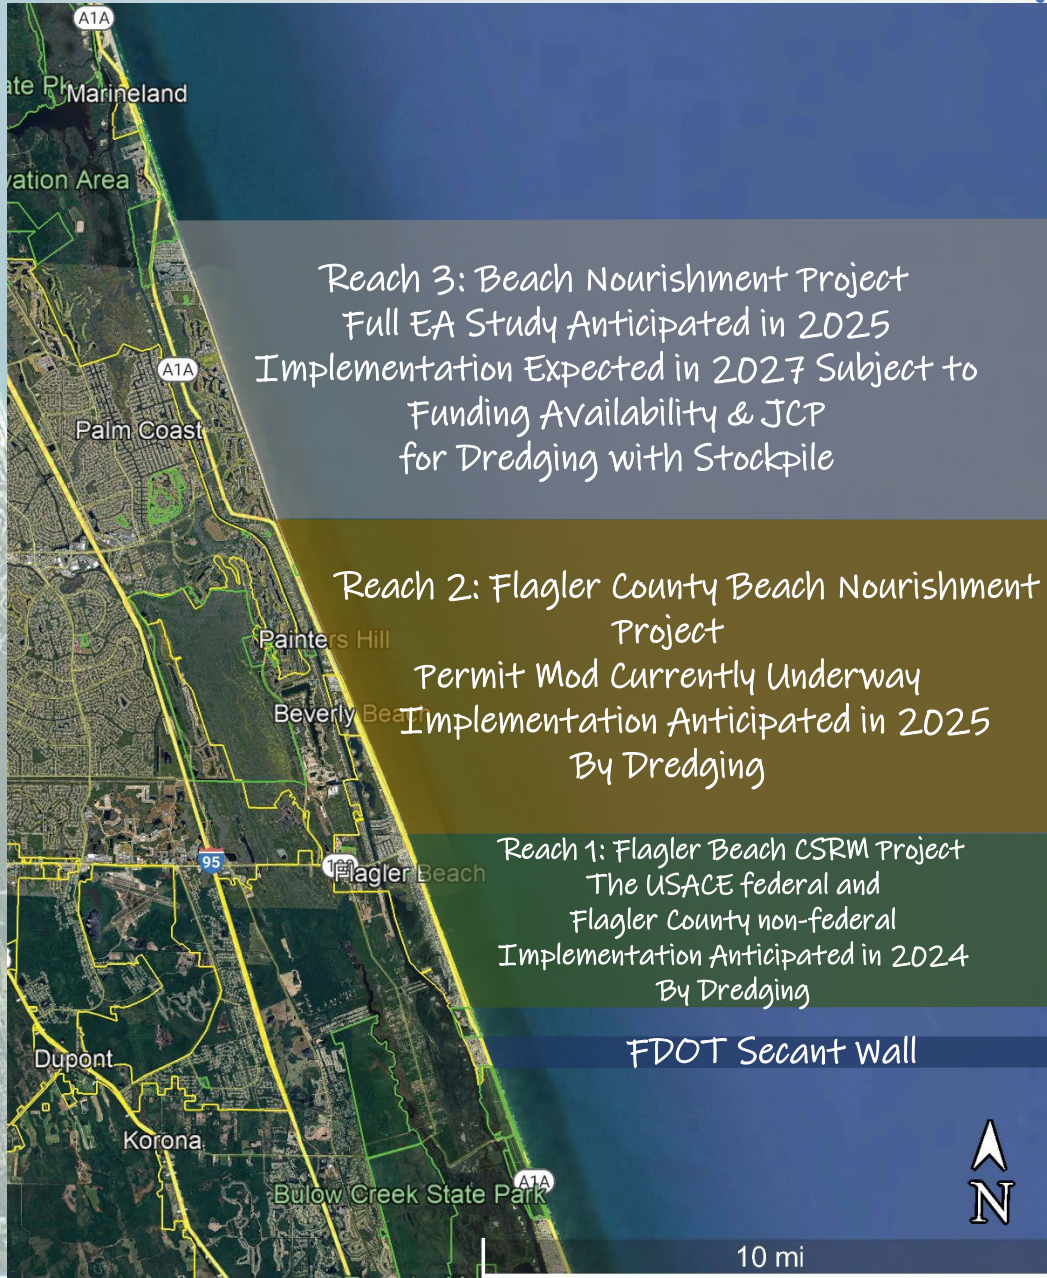 A1A
ate Pk
Marineland
vation Area
Reach 3: Beach Nourishment Project
Full EA Study Anticipated in 2025
Implementation Expected in 2027 Subject to
Funding Availability & JCP
for Dredging with Stockpile
A1A
Palm Coast
Reach 2: Flagler County Beach Nourishment
Project
Permit Mod Currently Underway
Implementation Anticipated in 2025
By Dredging
Painters Hill
Beverly Beach
Reach 1: Flagler Beach CSRM Project
The USACE federal and
Flagler County non-federal
Implementation Anticipated in 2024
By Dredging
95
Flagler Beach
FDOT Secant Wall
Dupont
Korona
A1A
Bulow Creek State Park
N
10 mi